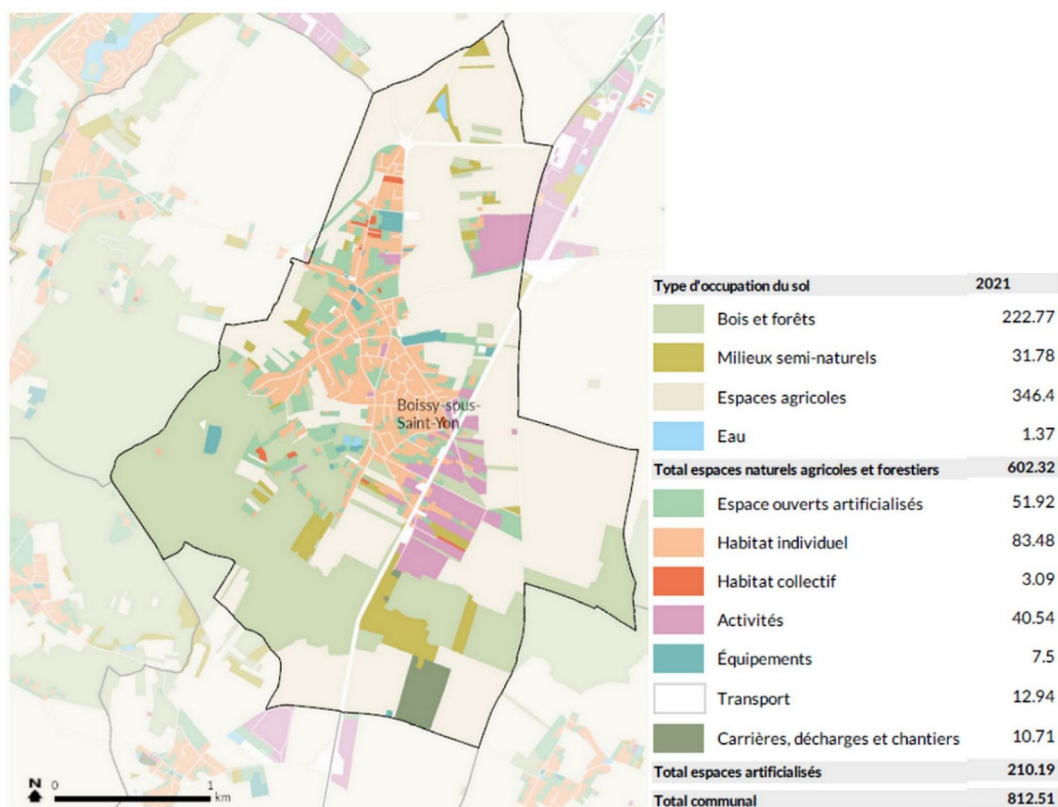 Boissy-sous-
Saint-Yon
N 0 1
km
Type d'occupation du sol 2021
Bois et forêts 222.77
Milieux semi-naturels 31.78
Espaces agricoles 346.4
Eau 1.37
Total espaces naturels agricoles et forestiers 602.32
Espace ouverts artificialisés 51.92
Habitat individuel 83.48
Habitat collectif 3.09
Activités 40.54
Équipements 7.5
Transport 12.94
Carrières, décharges et chantiers 10.71
Total espaces artificialisés 210.19
Total communal 812.51